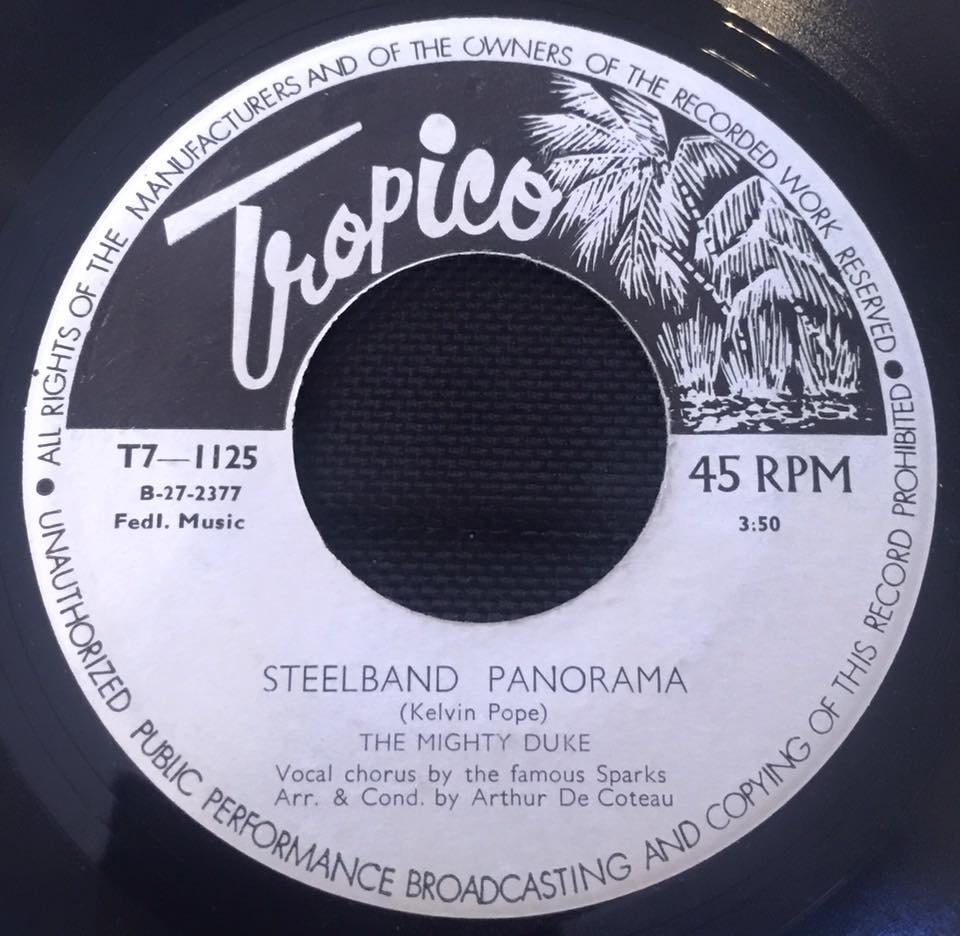 ALL RIGHTS OF THE MANUFACTURERS AND OF THE OWNERS OF THE RECORDED WORK RESERVED
Tropico
T7—1125
B-27-2377
Fedl. Music
45 RPM
3:50
STEELBAND PANORAMA
(Kelvin Pope)
THE MIGHTY DUKE
Vocal chorus by the famous Sparks
Arr. & Cond. by Arthur De Coteau
UNAUTHORIZED PUBLIC PERFORMANCE BROADCASTING AND COPYING OF THIS RECORD PROHIBITED